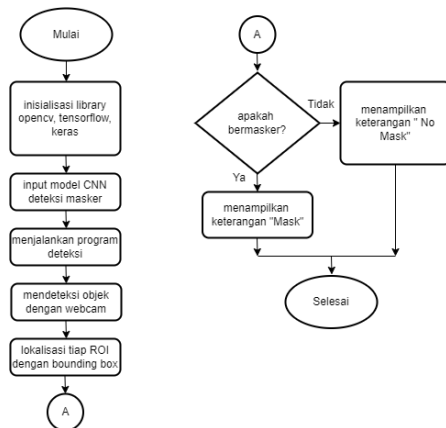 Mulai
inisialisasi library
opencv, tensorflow,
keras
input model CNN
deteksi masker
menjalankan program
deteksi
mendeteksi objek
dengan webcam
lokalisasi tiap ROI
dengan bounding box
A
A
apakah
bermasker?
Tidak
menampilkan
keterangan " No
Mask"
Ya
menampilkan
keterangan "Mask"
Selesai